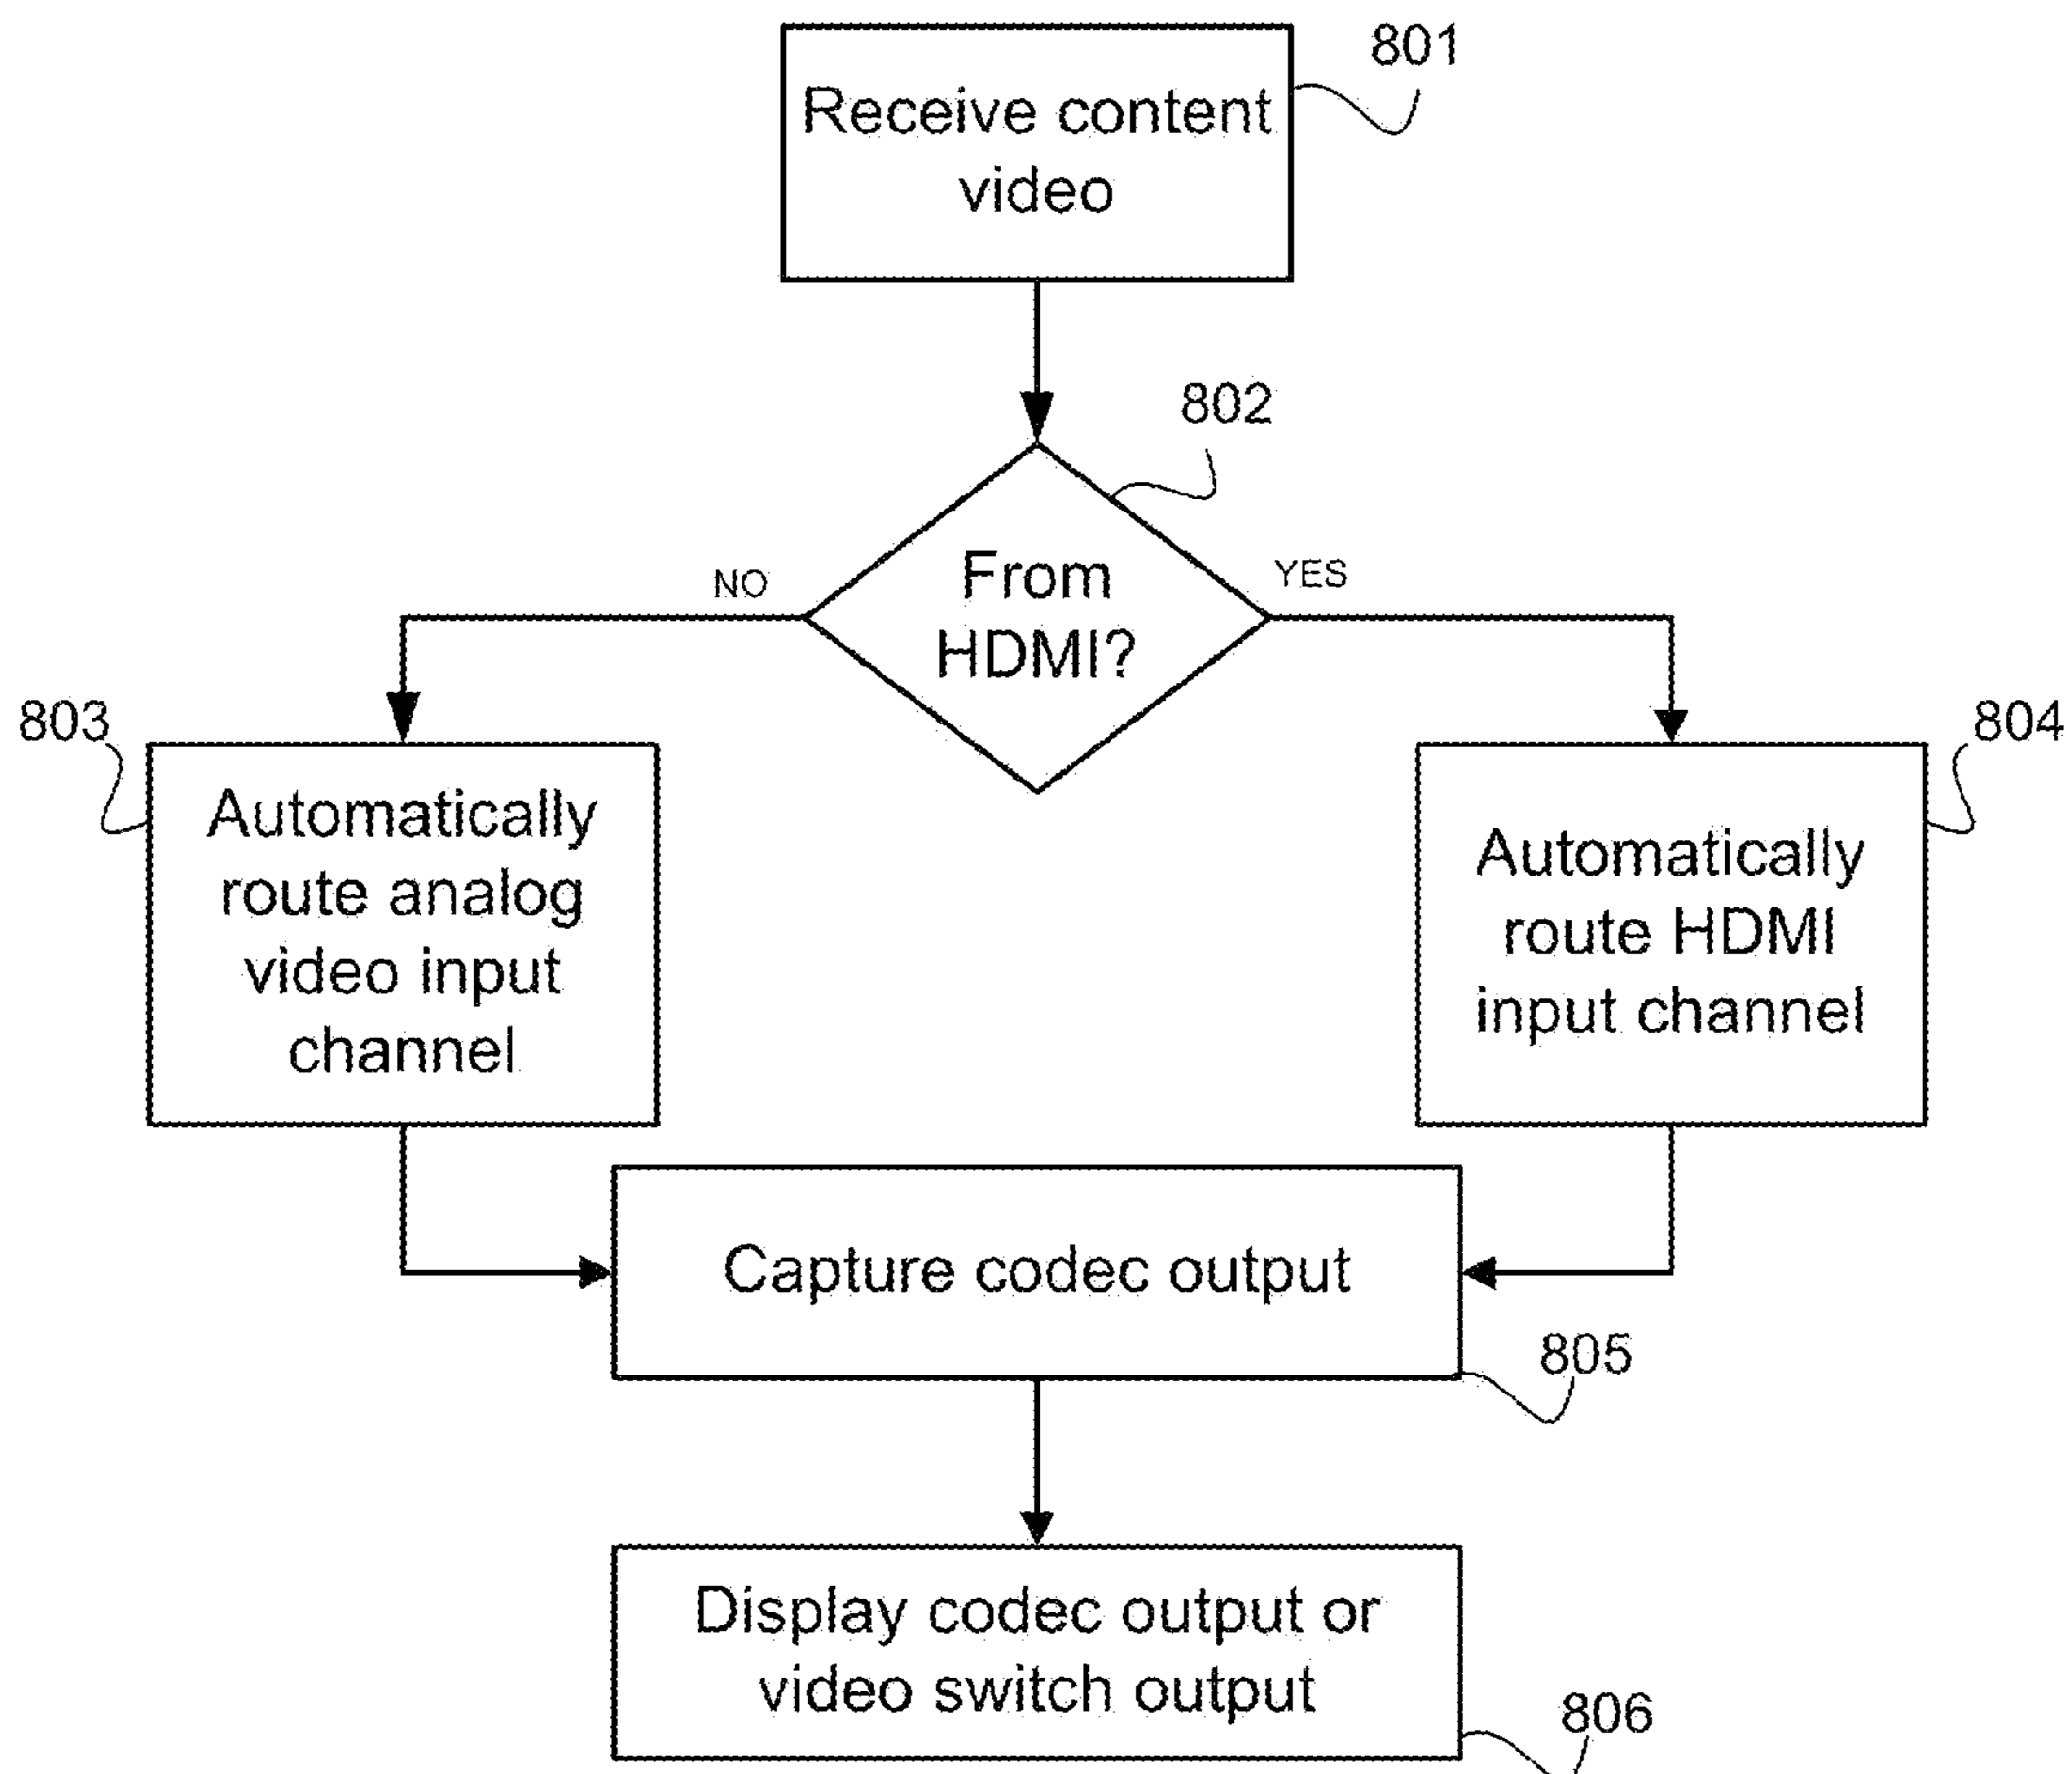 801
Receive content
video
802
From
HDMI?
NO
YES
803
Automatically
route analog
video input
channel
804
Automatically
route HDMI
input channel
Capture codec output
805
Display codec output or
video switch output
806